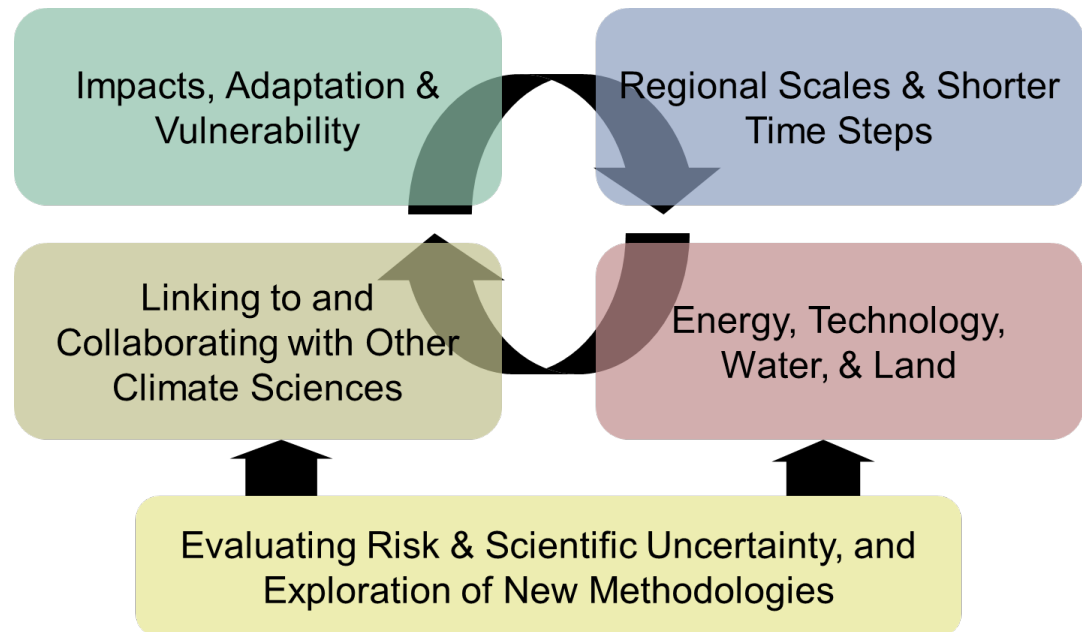 Impacts, Adaptation &
Vulnerability
Regional Scales & Shorter
Time Steps
Linking to and
Collaborating with Other
Climate Sciences
Energy, Technology,
Water, & Land
Evaluating Risk & Scientific Uncertainty, and
Exploration of New Methodologies